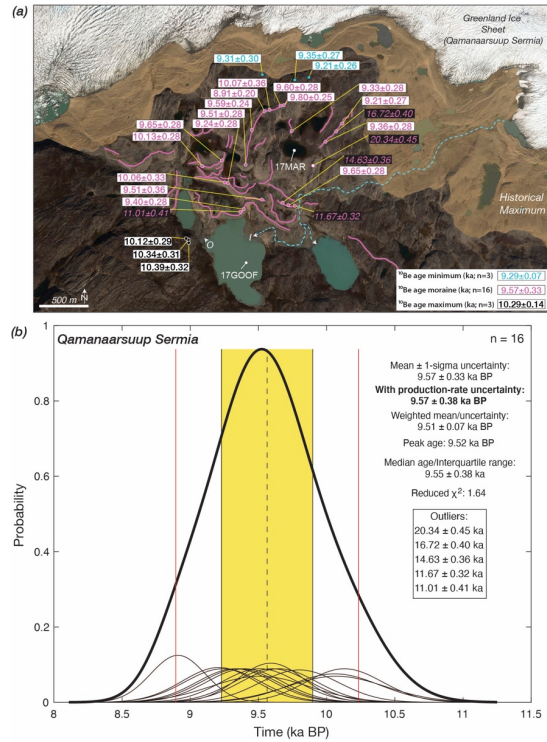 (a)
Greenland Ice
Sheet
(Qamanaarsuup Sermia)
9.31±0.30
9.35±0.27
9.21±0.26
10.07±0.36
8.91±0.20
9.59±0.24
9.51±0.28
9.24±0.28
9.60±0.28
9.80±0.25
9.33±0.28
9.21±0.27
16.72±0.40
9.36±0.28
20.34±0.45
9.65±0.28
10.13±0.28
17MAR
14.63±0.36
9.65±0.28
10.06±0.33
9.51±0.36
9.40±0.28
11.01±0.41
11.67±0.32
Historical
Maximum
10.12±0.29
10.34±0.31
10.39±0.32
O
I
17GOOF
500 m
N
¹⁰Be age minimum (ka; n=3) 9.29±0.07
¹⁰Be age moraine (ka; n=16) 9.57±0.33
¹⁰Be age maximum (ka; n=3) 10.29±0.14
(b)
Qamanaarsuup Sermia
n = 16
Mean ± 1-sigma uncertainty:
9.57 ± 0.33 ka BP
With production-rate uncertainty:
9.57 ± 0.38 ka BP
Weighted mean/uncertainty:
9.51 ± 0.07 ka BP
Peak age: 9.52 ka BP
Median age/Interquartile range:
9.55 ± 0.38 ka BP
Reduced χ²: 1.64
Outliers:
20.34 ± 0.45 ka
16.72 ± 0.40 ka
14.63 ± 0.36 ka
11.67 ± 0.32 ka
11.01 ± 0.41 ka
Probability
1
0.8
0.6
0.4
0.2
0
8
8.5
9
9.5
10
10.5
11
11.5
Time (ka BP)